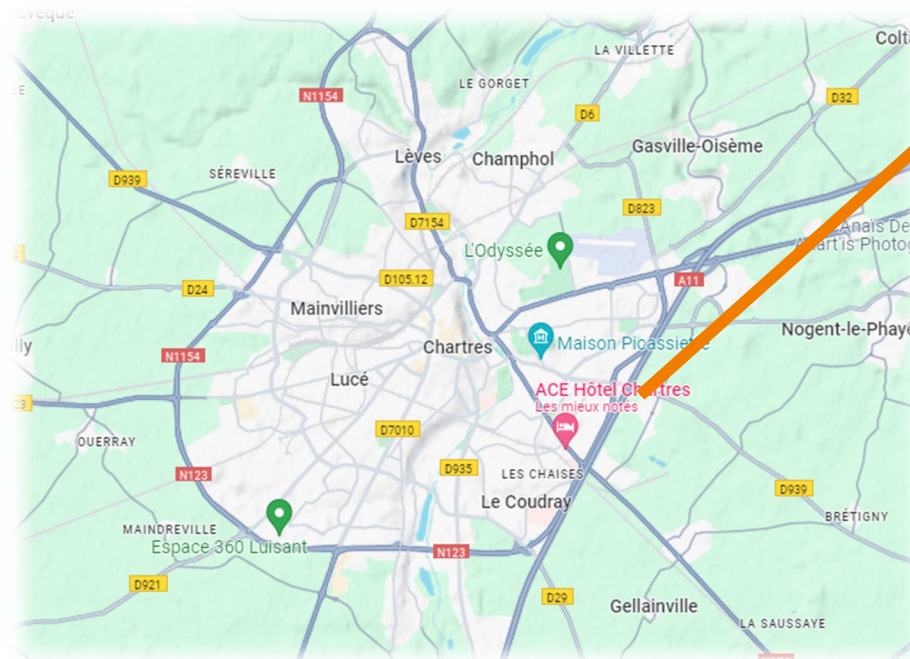 LA VILLETTE
LE GORGET
N1154
D32
D6
Lèves
Champhol
Gasville-Oisème
SÉREVILLE
D939
D823
D7154
L'Odyssée
D105.12
A11
D24
Mainvilliers
Nogent-le-Phaye
Chartres
Maison Picassiette
N1154
Lucé
ACE Hôtel Chartres
Les mieux notés
D7010
OUERRAY
D935
N123
LES CHAISES
D939
Le Coudray
BRÉTIGNY
MAINDREVILLE
Espace 360 Luisant
N123
D921
D29
Gellainville
LA SAUSSAYE